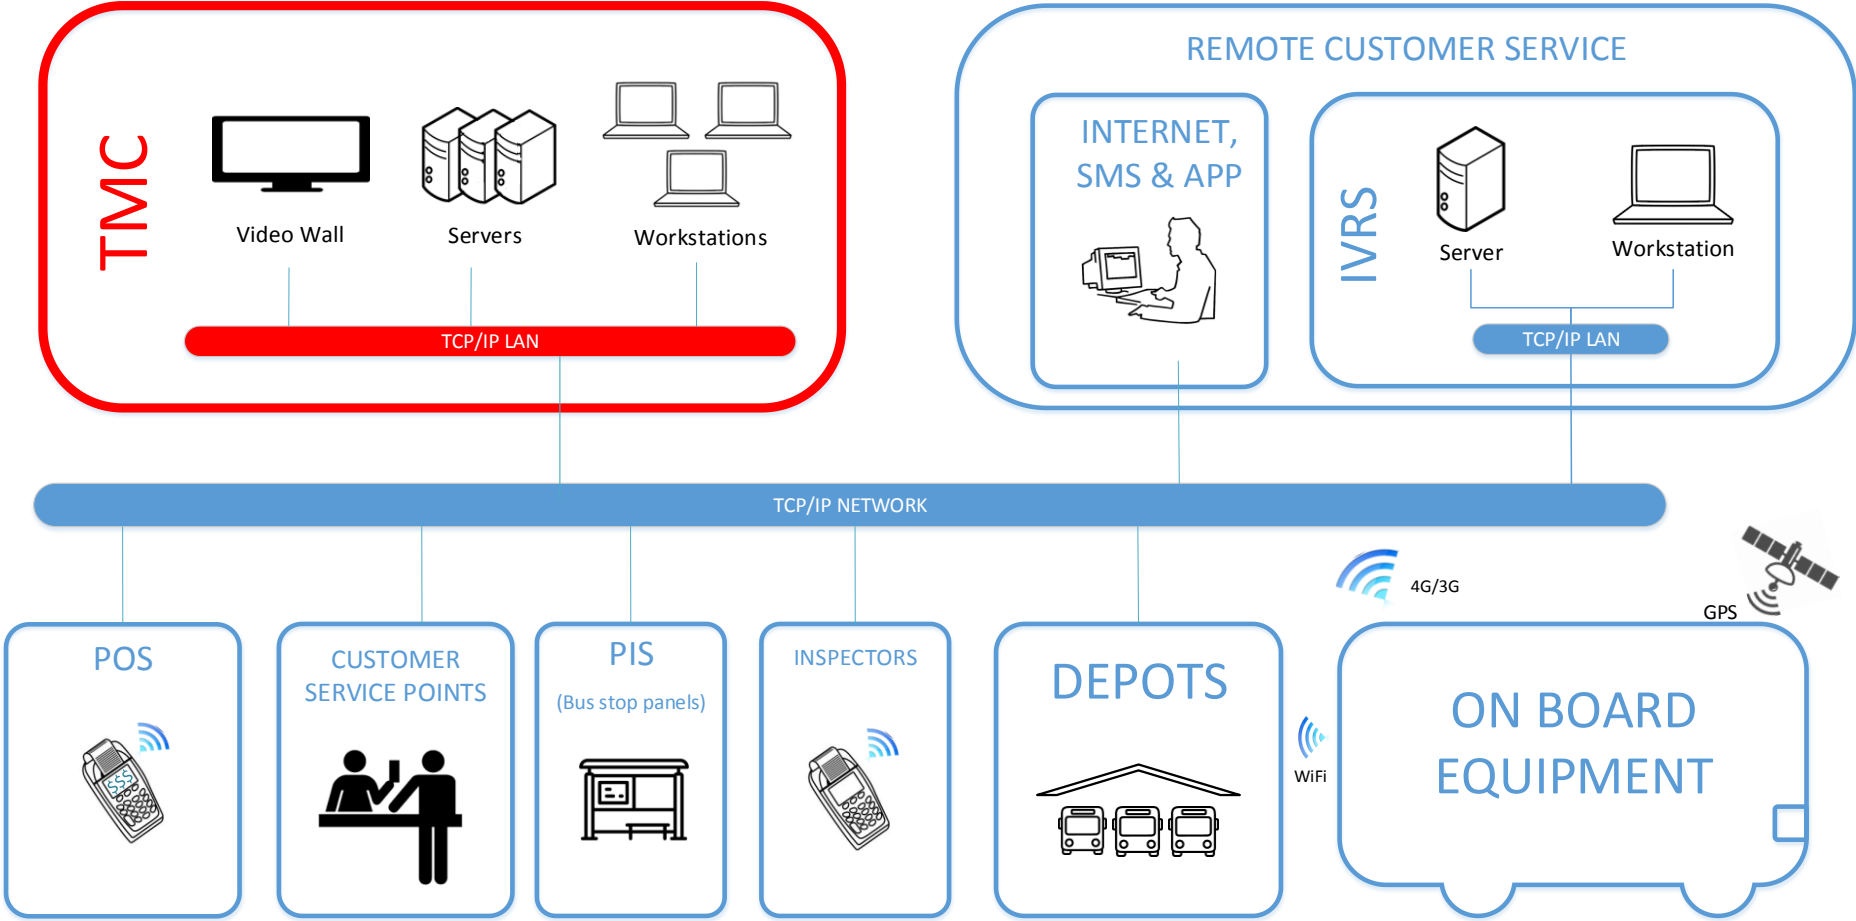 TMC
Video Wall
Servers
Workstations
TCP/IP LAN
REMOTE CUSTOMER SERVICE
INTERNET,
SMS & APP
IVRS
Server
Workstation
TCP/IP LAN
TCP/IP NETWORK
4G/3G
GPS
POS
$$$
CUSTOMER
SERVICE POINTS
PIS
(Bus stop panels)
INSPECTORS
DEPOTS
WiFi
ON BOARD
EQUIPMENT